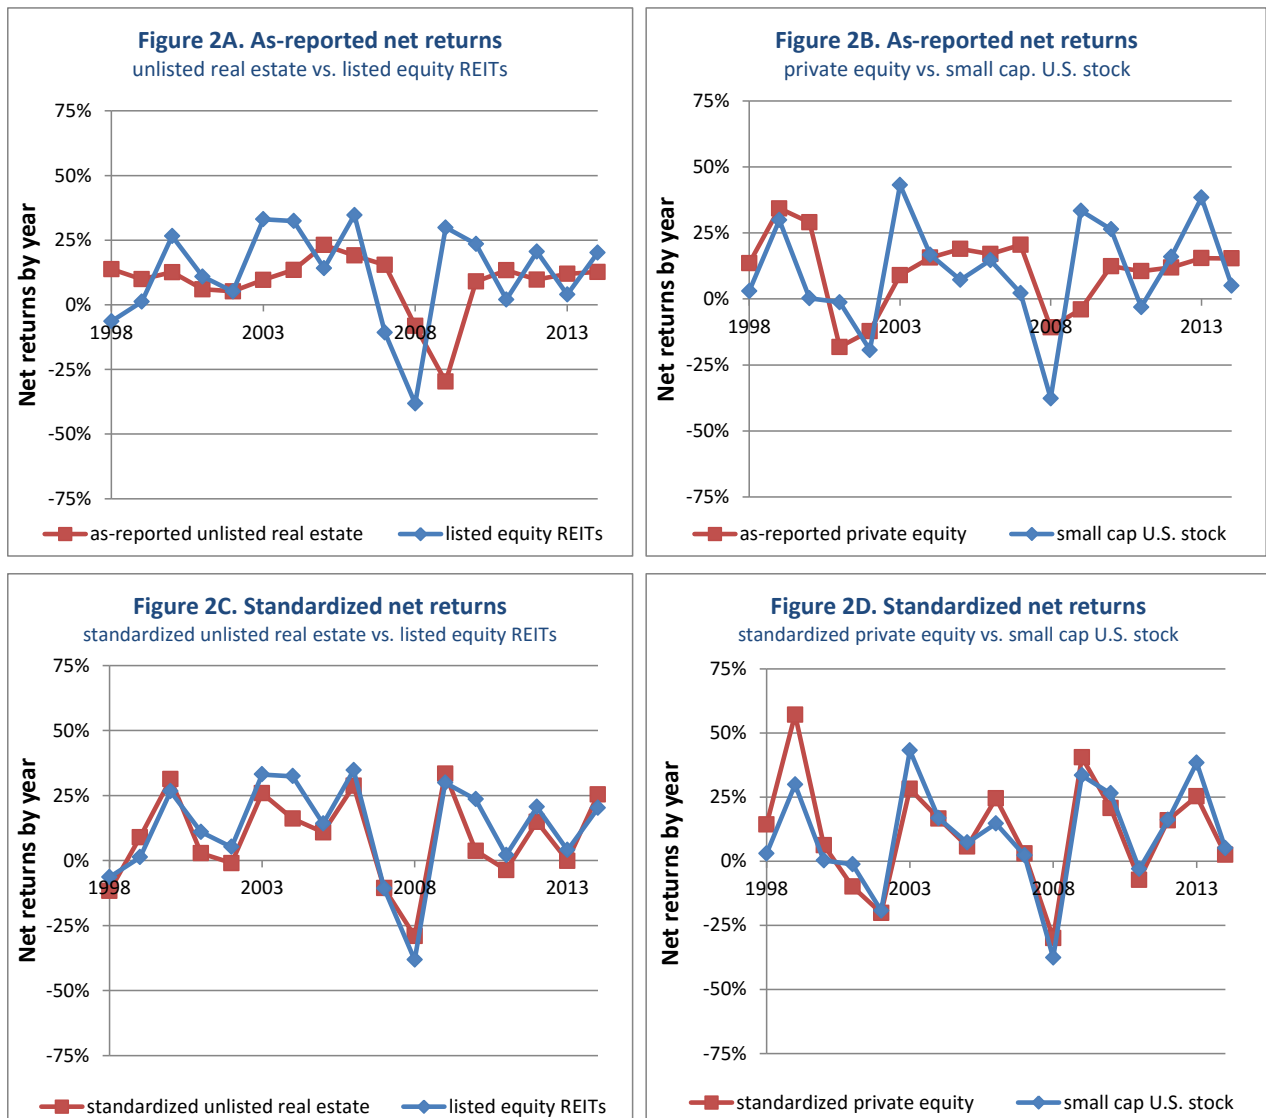 Figure 2A. As-reported net returns
unlisted real estate vs. listed equity REITs
75%
50%
25%
0%
-25%
-50%
-75%
Net returns by year
1998
2003
2008
2013
as-reported unlisted real estate
listed equity REITs
Figure 2B. As-reported net returns
private equity vs. small cap. U.S. stock
75%
50%
25%
0%
-25%
-50%
-75%
Net returns by year
1998
2003
2008
2013
as-reported private equity
small cap U.S. stock
Figure 2C. Standardized net returns
standardized unlisted real estate vs. listed equity REITs
75%
50%
25%
0%
-25%
-50%
-75%
Net returns by year
1998
2003
2008
2013
standardized unlisted real estate
listed equity REITs
Figure 2D. Standardized net returns
standardized private equity vs. small cap U.S. stock
75%
50%
25%
0%
-25%
-50%
-75%
Net returns by year
1998
2003
2008
2013
standardized private equity
small cap U.S. stock